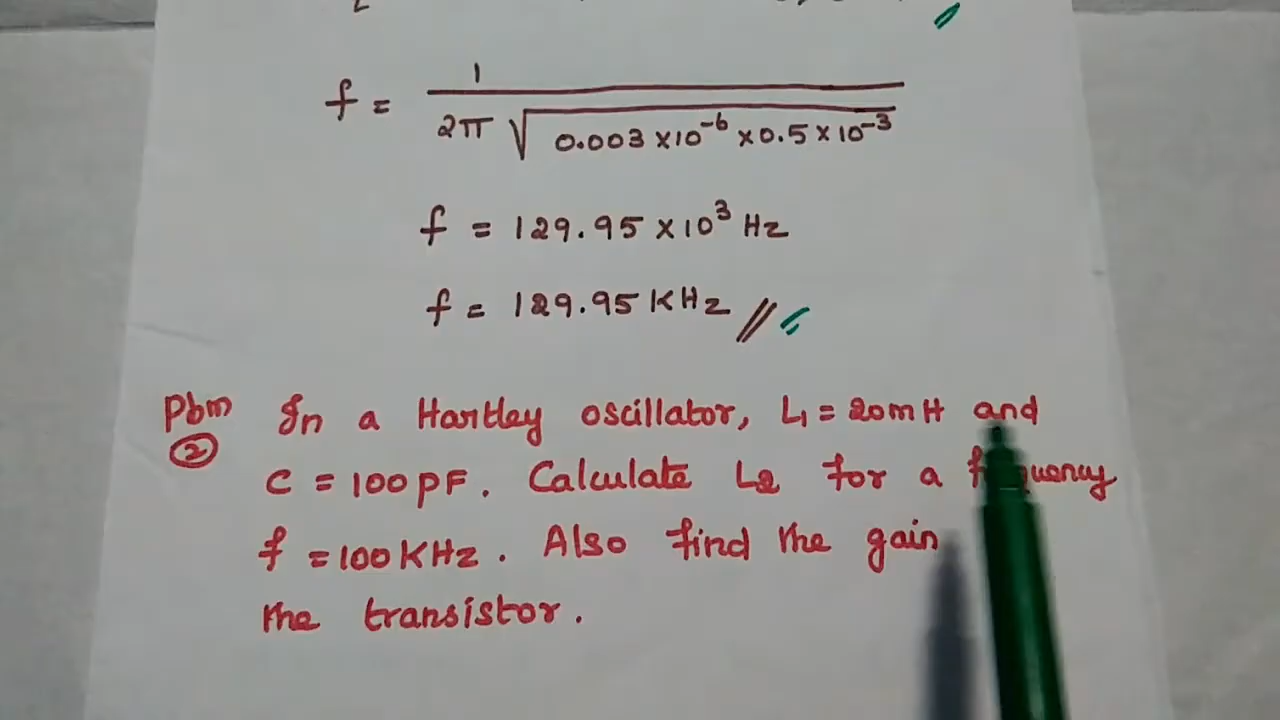 f = 1
2π √ 0.003 ×10⁻⁶ ×0.5 × 10⁻³
f = 129.95 ×10³ Hz
f = 129.95 KHz //
Pbm In a Hartley oscillator, L1 = 20mH and
② C = 100pF. Calculate L2 for a
f = 100KHz. Also find the gain
the transistor.